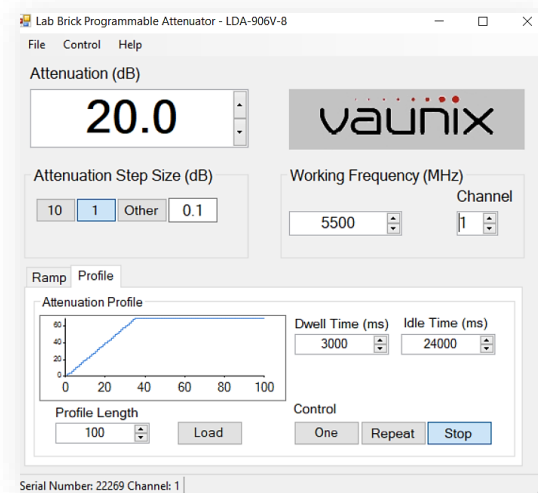 Lab Brick Programmable Attenuator - LDA-906V-8
File Control Help
Attenuation (dB)
20.0
vaunix
Attenuation Step Size (dB)
10 1 Other 0.1
Working Frequency (MHz)
Channel
5500 1
Ramp Profile
Attenuation Profile
60
40
20
0
0 20 40 60 80 100
Dwell Time (ms) Idle Time (ms)
3000 24000
Profile Length
100 Load
Control
One Repeat Stop
Serial Number: 22269 Channel: 1